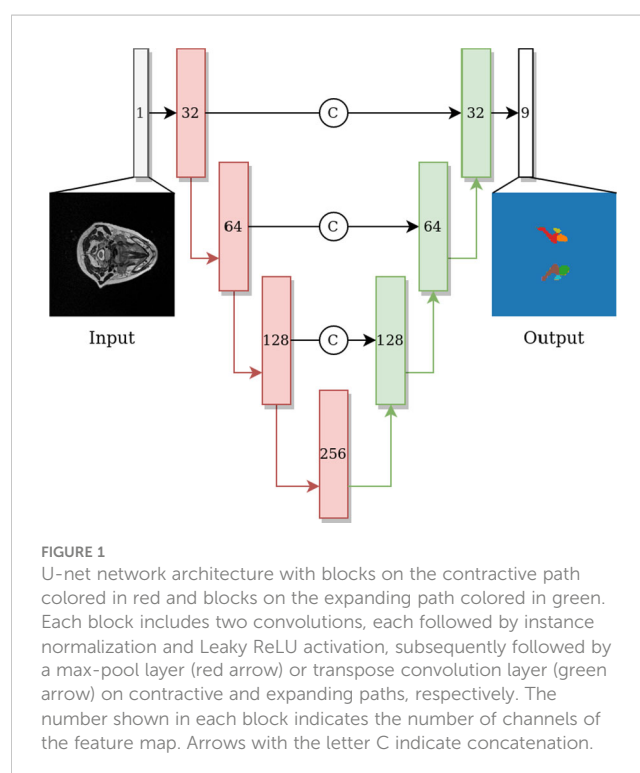 1
32
C
32
9
64
C
64
128
C
128
256
Input
Output
FIGURE 1
U-net network architecture with blocks on the contractive path
colored in red and blocks on the expanding path colored in green.
Each block includes two convolutions, each followed by instance
normalization and Leaky ReLU activation, subsequently followed by
a max-pool layer (red arrow) or transpose convolution layer (green
arrow) on contractive and expanding paths, respectively. The
number shown in each block indicates the number of channels of
the feature map. Arrows with the letter C indicate concatenation.